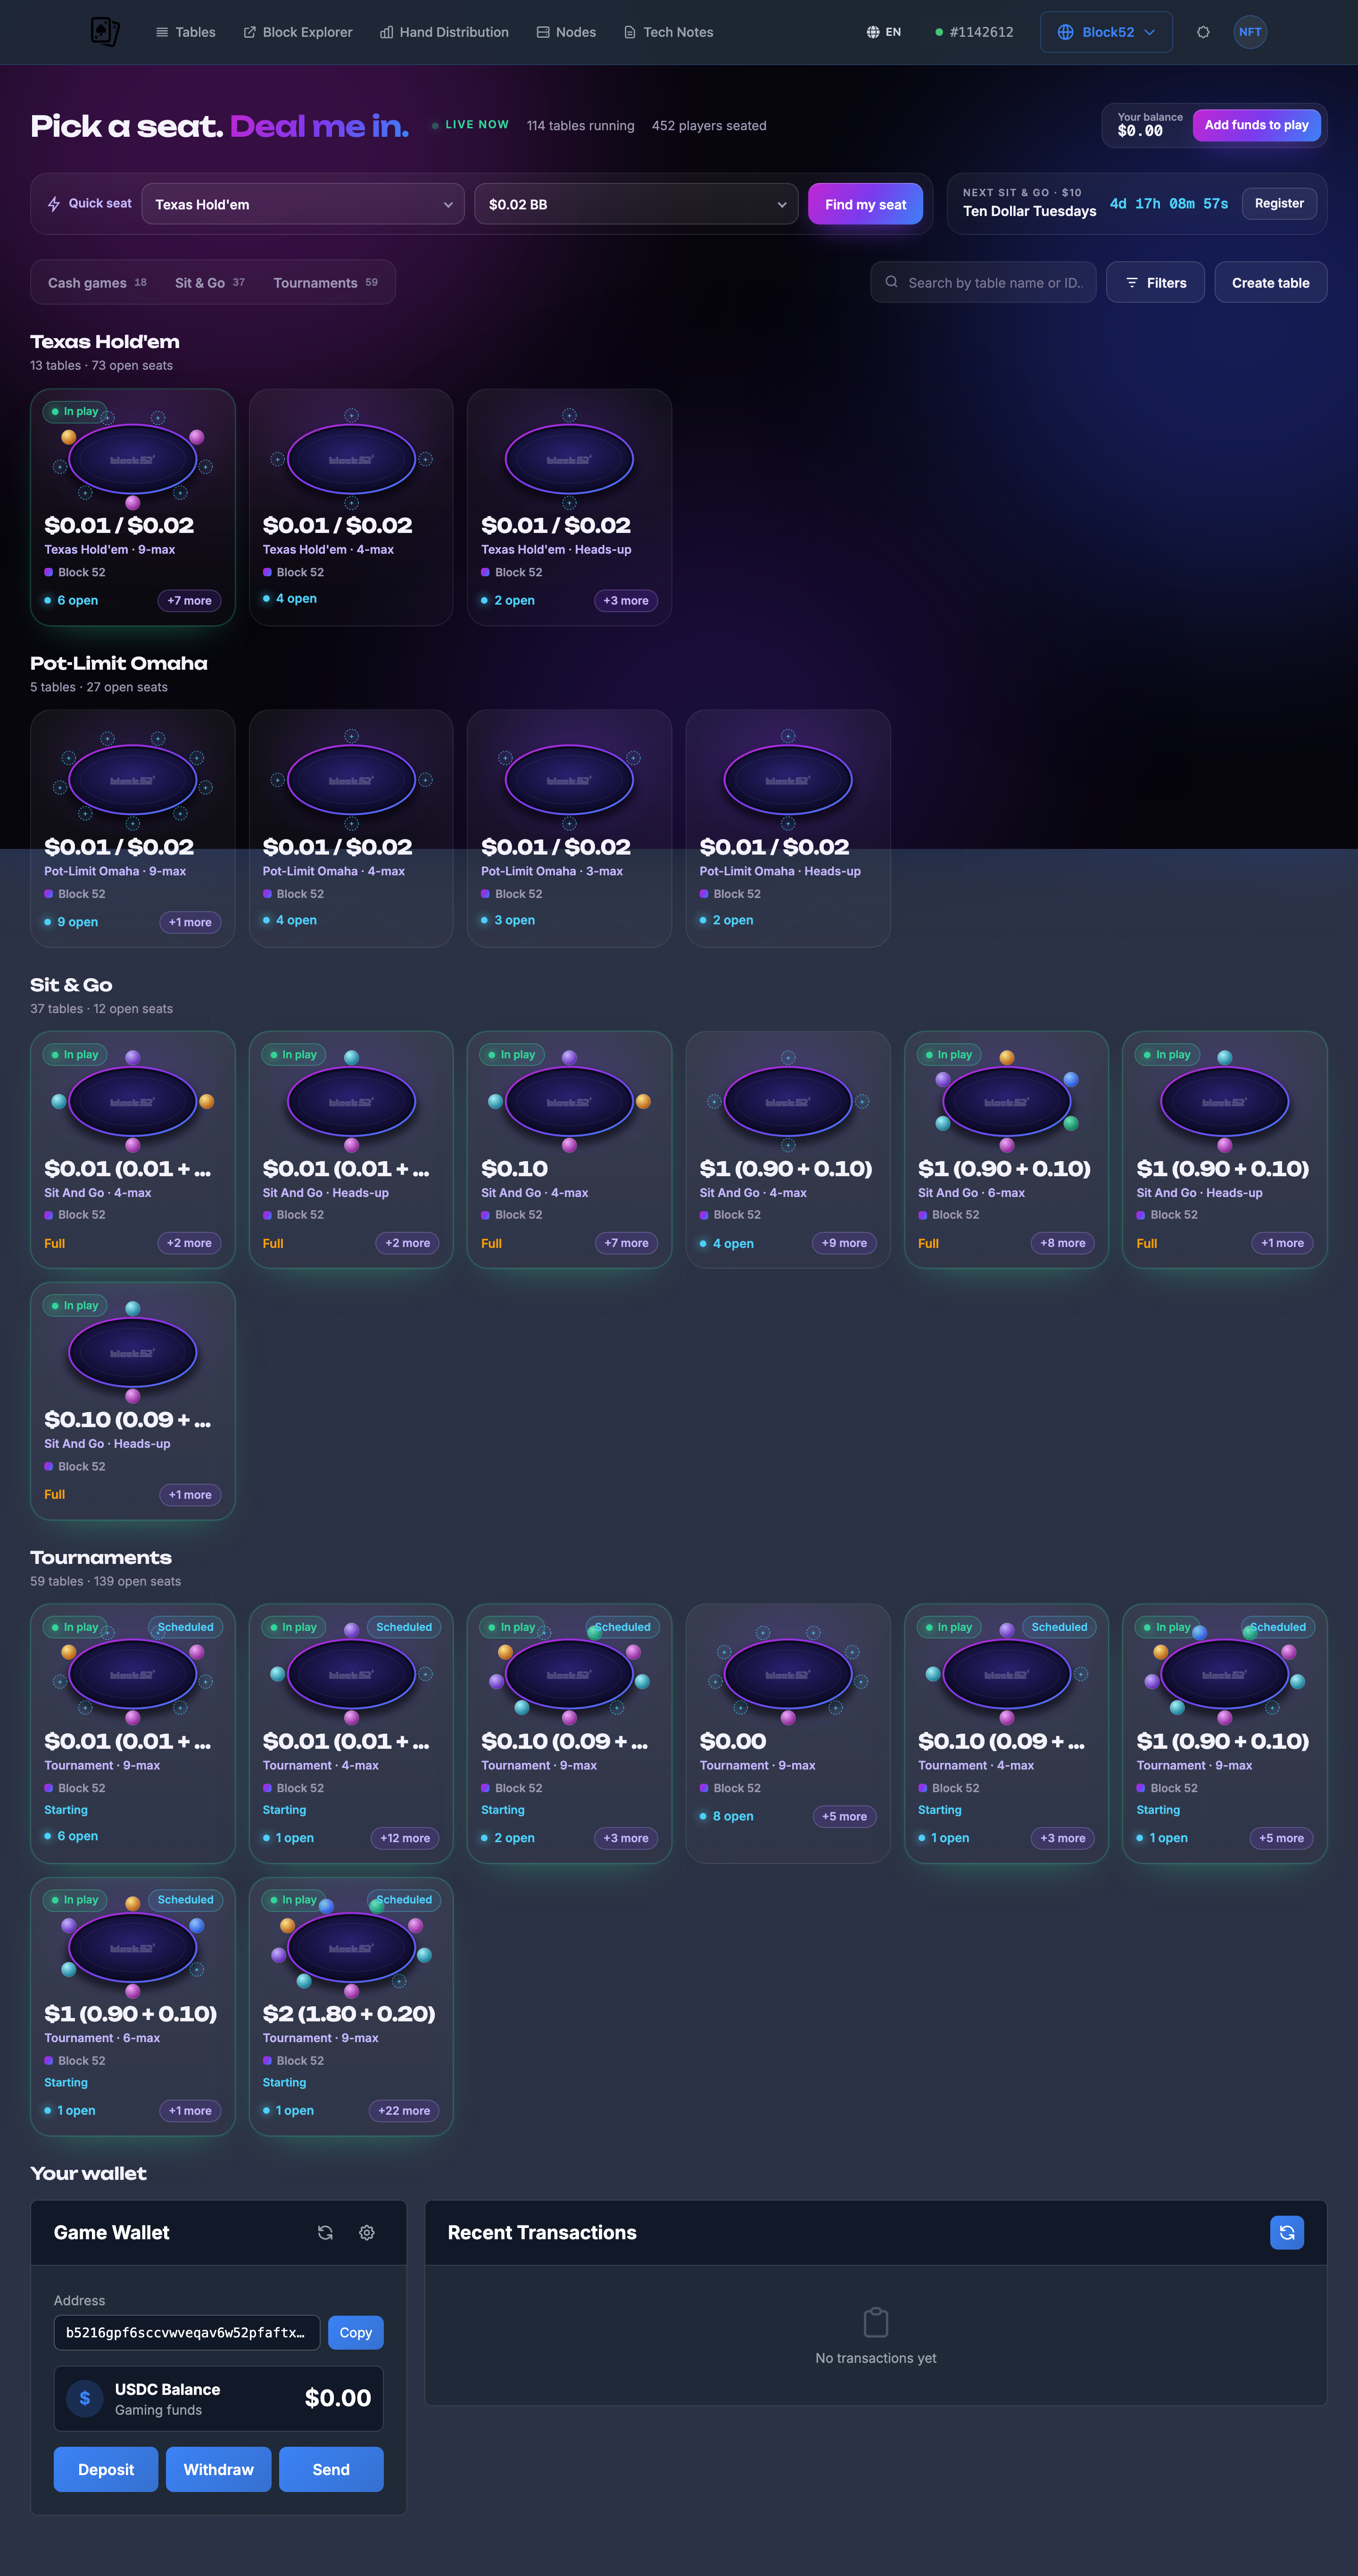 Tables
Block Explorer
Hand Distribution
Nodes
Tech Notes
EN
#1142612
Block52
NFT
Pick a seat. Deal me in.
LIVE NOW
114 tables running
452 players seated
Your balance
$0.00
Add funds to play
Quick seat
Texas Hold'em
$0.02 BB
Find my seat
NEXT SIT & GO · $10
Ten Dollar Tuesdays
4d 17h 08m 57s
Register
Cash games 18
Sit & Go 37
Tournaments 59
Search by table name or ID..
Filters
Create table
Texas Hold'em
13 tables · 73 open seats
In play
block52
$0.01 / $0.02
Texas Hold'em · 9-max
Block 52
6 open
+7 more
block52
$0.01 / $0.02
Texas Hold'em · 4-max
Block 52
4 open
block52
$0.01 / $0.02
Texas Hold'em · Heads-up
Block 52
2 open
+3 more
Pot-Limit Omaha
5 tables · 27 open seats
block52
$0.01 / $0.02
Pot-Limit Omaha · 9-max
Block 52
9 open
+1 more
block52
$0.01 / $0.02
Pot-Limit Omaha · 4-max
Block 52
4 open
block52
$0.01 / $0.02
Pot-Limit Omaha · 3-max
Block 52
3 open
block52
$0.01 / $0.02
Pot-Limit Omaha · Heads-up
Block 52
2 open
Sit & Go
37 tables · 12 open seats
In play
block52
$0.01 (0.01 + ...
Sit And Go · 4-max
Block 52
Full
+2 more
In play
block52
$0.01 (0.01 + ...
Sit And Go · Heads-up
Block 52
Full
+2 more
In play
block52
$0.10
Sit And Go · 4-max
Block 52
Full
+7 more
block52
$1 (0.90 + 0.10)
Sit And Go · 4-max
Block 52
4 open
+9 more
In play
block52
$1 (0.90 + 0.10)
Sit And Go · 6-max
Block 52
Full
+8 more
In play
block52
$1 (0.90 + 0.10)
Sit And Go · Heads-up
Block 52
Full
+1 more
In play
block52
$0.10 (0.09 + ...
Sit And Go · Heads-up
Block 52
Full
+1 more
Tournaments
59 tables · 139 open seats
In play
Scheduled
block52
$0.01 (0.01 + ...
Tournament · 9-max
Block 52
Starting
6 open
In play
Scheduled
block52
$0.01 (0.01 + ...
Tournament · 4-max
Block 52
Starting
1 open
+12 more
In play
Scheduled
block52
$0.10 (0.09 + ...
Tournament · 9-max
Block 52
Starting
2 open
+3 more
block52
$0.00
Tournament · 9-max
Block 52
8 open
+5 more
In play
Scheduled
block52
$0.10 (0.09 + ...
Tournament · 4-max
Block 52
Starting
1 open
+3 more
In play
Scheduled
block52
$1 (0.90 + 0.10)
Tournament · 9-max
Block 52
Starting
1 open
+5 more
In play
Scheduled
block52
$1 (0.90 + 0.10)
Tournament · 6-max
Block 52
Starting
1 open
+1 more
In play
Scheduled
block52
$2 (1.80 + 0.20)
Tournament · 9-max
Block 52
Starting
1 open
+22 more
Your wallet
Game Wallet
Address
b5216gpf6sccvwveqav6w52pfaftx...
Copy
$
USDC Balance
Gaming funds
$0.00
Deposit
Withdraw
Send
Recent Transactions
No transactions yet